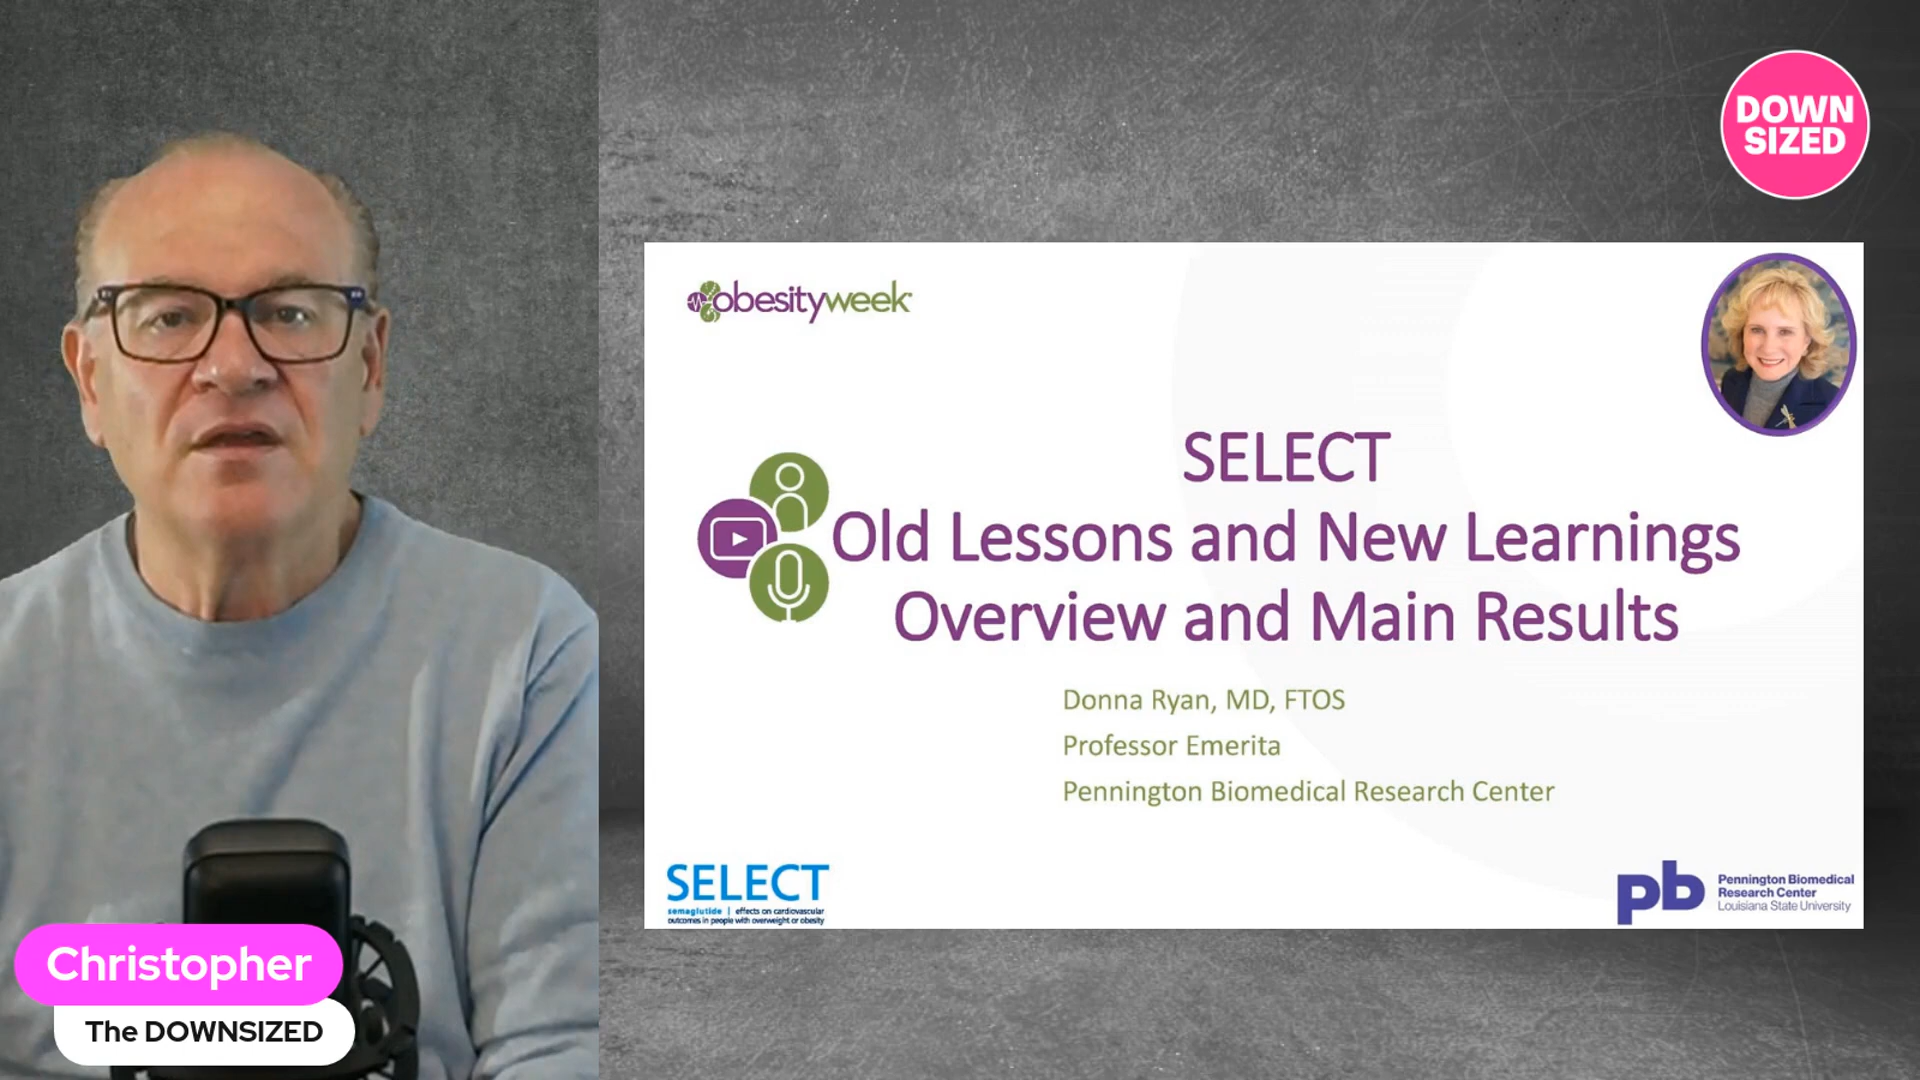 DOWN
SIZED
obesityweek
SELECT
Old Lessons and New Learnings
Overview and Main Results
Donna Ryan, MD, FTOS
Professor Emerita
Pennington Biomedical Research Center
SELECT
semaglutide | effects on cardiovascular
outcomes in people with overweight or obesity
pb
Pennington Biomedical
Research Center
Louisiana State University
Christopher
The DOWNSIZED